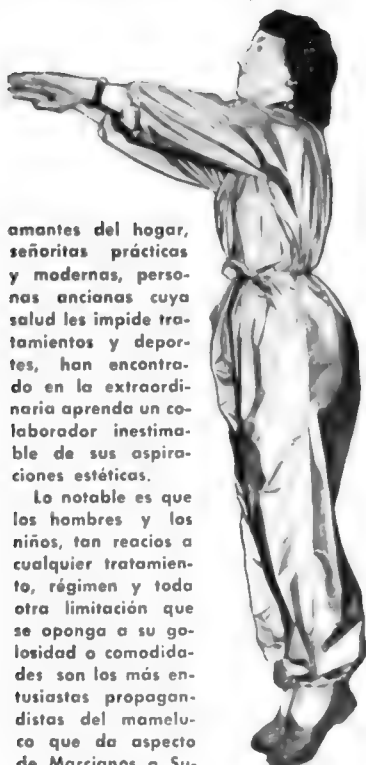 amantes del hogar,
señoritas prácticas
y modernas, perso-
nas ancianas cuya
salud les impide tra-
tamientos y depor-
tes, han encontra-
do en la extraordi-
naria aprenda un co-
laborador inestima-
ble de sus aspira-
ciones estéticas.
Lo notable es que
los hombres y los
niños, tan reacios a
cualquier tratamien-
to, régimen y toda
otra limitación que
se oponga a su go-
losidad o comodida-
des son los más en-
tusiastas propagan-
distas del mamelu-
co que da aspecto
de Marcianos o Su-